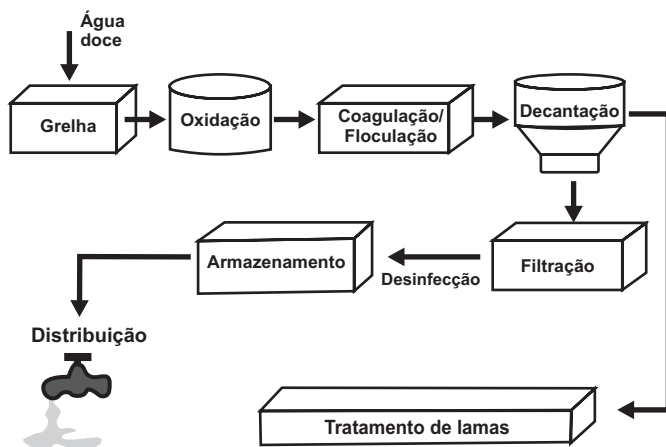 Água
doce
Grelha
Oxidação
Coagulação/
Floculação
Decantação
Armazenamento
Desinfecção
Filtração
Distribuição
Tratamento de lamas